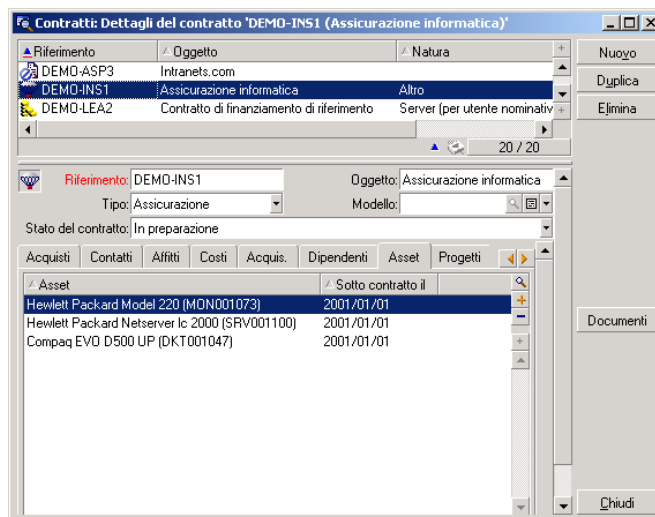 Contratti: Dettagli del contratto 'DEMO-INS1 (Assicurazione informatica)'
Riferimento Oggetto Natura
DEMO-ASP3 Intranets.com
DEMO-INS1 Assicurazione informatica Altro
DEMO-LEA2 Contratto di finanziamento di riferimento Server (per utente nominativ
20 / 20
Nuovo
Duplica
Elimina
Riferimento: DEMO-INS1 Oggetto: Assicurazione informatica
Tipo: Assicurazione Modello:
Stato del contratto: In preparazione
Acquisti Contatti Affitti Costi Acquis. Dipendenti Asset Progetti
Asset Sotto contratto il
Hewlett Packard Model 220 (MON001073) 2001/01/01
Hewlett Packard Netserver lc 2000 (SRV001100) 2001/01/01
Compaq EVO D500 UP (DKT001047) 2001/01/01
Documenti
Chiudi